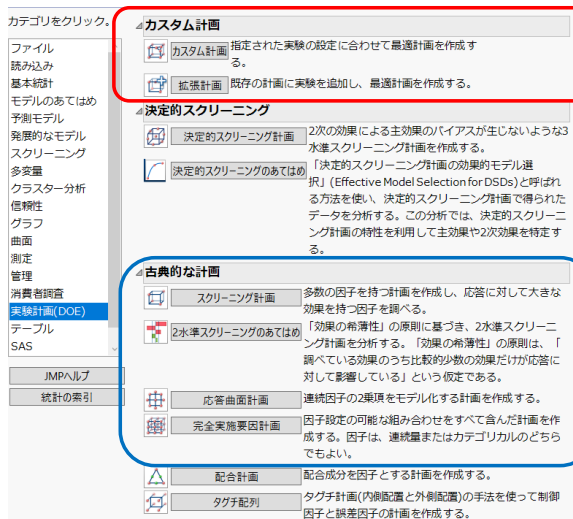 カテゴリをクリック。
ファイル
読み込み
基本統計
モデルのあてはめ
予測モデル
発展的なモデル
スクリーニング
多変量
クラスター分析
信頼性
グラフ
曲面
測定
管理
消費者調査
実験計画(DOE)
テーブル
SAS
JMPヘルプ
統計の索引
カスタム計画
カスタム計画 指定された実験の設定に合わせて最適計画を作成す
る。
拡張計画 既存の計画に実験を追加し、最適計画を作成する。
決定的スクリーニング
決定的スクリーニング計画 2次の効果による主効果のバイアスが生じないような3
水準スクリーニング計画を作成する。
決定的スクリーニングのあてはめ 「決定的スクリーニング計画の効果的モデル選
択」(Effective Model Selection for DSDs)と呼ばれ
る方法を使い、決定的スクリーニング計画で得られた
データを分析する。この分析では、決定的スクリーニ
ング計画の特性を利用して主効果や2次効果を特定す
る。
古典的な計画
スクリーニング計画 多数の因子を持つ計画を作成し、応答に対して大きな
効果を持つ因子を調べる。
2水準スクリーニングのあてはめ 「効果の希薄性」の原則に基づき、2水準スクリーニ
ング計画を分析する。「効果の希薄性」の原則は、「
調べている効果のうち比較的少数の効果だけが応答に
対して影響している」という仮定である。
応答曲面計画 連続因子の2乗項をモデル化する計画を作成する。
完全実施要因計画 因子設定の可能な組み合わせをすべて含んだ計画を作
成する。因子は、連続量またはカテゴリカルのどちら
でもよい。
配合計画 配合成分を因子とする計画を作成する。
タグチ配列 タグチ計画(内側配置と外側配置)の手法を使って制御
因子と誤差因子の計画を作成する。